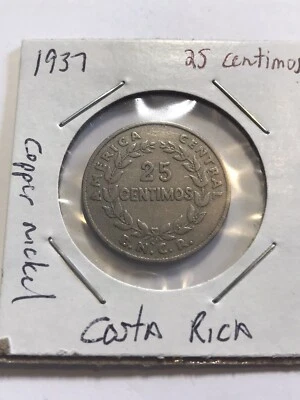 1937
25 centimos
Copper nickel
AMERICA CENTRAL
25
CENTIMOS
B.N.C.R.
Costa Rica